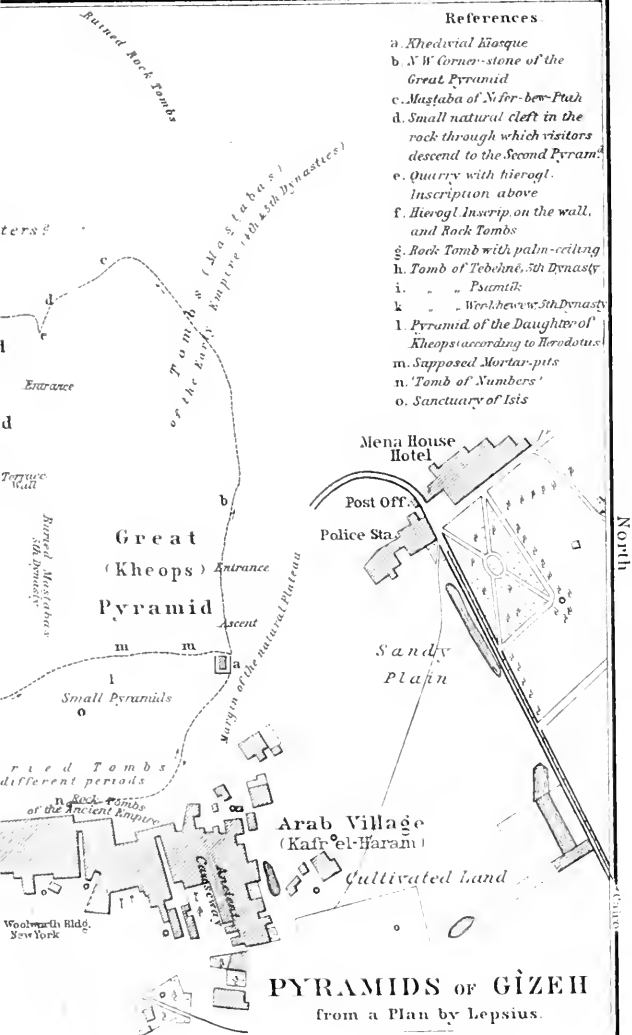 References
a. Khedivial Kiosque
b. N W Corner-stone of the
Great Pyramid
c. Mastaba of Nifer-bew-Ptah
d. Small natural cleft in the
rock through which visitors
descend to the Second Pyram.d
e. Quarry with hierogl.
Inscription above
f. Hierogl. Inscrip. on the wall,
and Rock Tombs
g. Rock Tomb with palm-ceiling
h. Tomb of Tebehnē, 5th Dynasty
i. „ „ Psamtik
k „ „ 5th Dynasty
l. Pyramid of the Daughter of
Kheops (according to Herodotus)
m. Supposed Mortar-pits
n. 'Tomb of Numbers'
o. Sanctuary of Isis
Ruined Rock Tombs
Tombs (Mastabas)
of the Early Empire (4th & 5th Dynasties)
ters?
c
d
e
Entrance
d
Terrace
Wall
Buried Mastabas
5th Dynasty
b
Great
(Kheops)
Pyramid
Entrance
Ascent
m m
a
l
Small Pyramids
o
Margin of the natural Plateau
Mena House
Hotel
Post Off.
Police Sta.
North
Sandy
Plain
ried Tombs
different periods
n
Rock-Tombs
of the Ancient Empire
Arab Village
(Kafr el-Haram)
Ancient
Causeway
Cultivated Land
Cairo
Woolworth Bldg.
New York
PYRAMIDS OF GÎZEH
from a Plan by Lepsius.